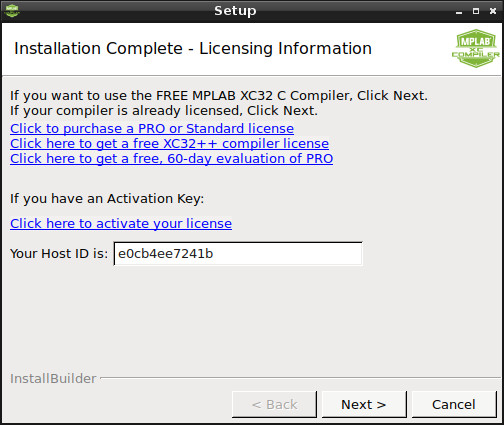 Setup
Installation Complete - Licensing Information
MPLAB
XC
COMPILER
If you want to use the FREE MPLAB XC32 C Compiler, Click Next.
If your compiler is already licensed, Click Next.
Click to purchase a PRO or Standard license
Click here to get a free XC32++ compiler license
Click here to get a free, 60-day evaluation of PRO
If you have an Activation Key:
Click here to activate your license
Your Host ID is: e0cb4ee7241b
InstallBuilder
< Back Next > Cancel